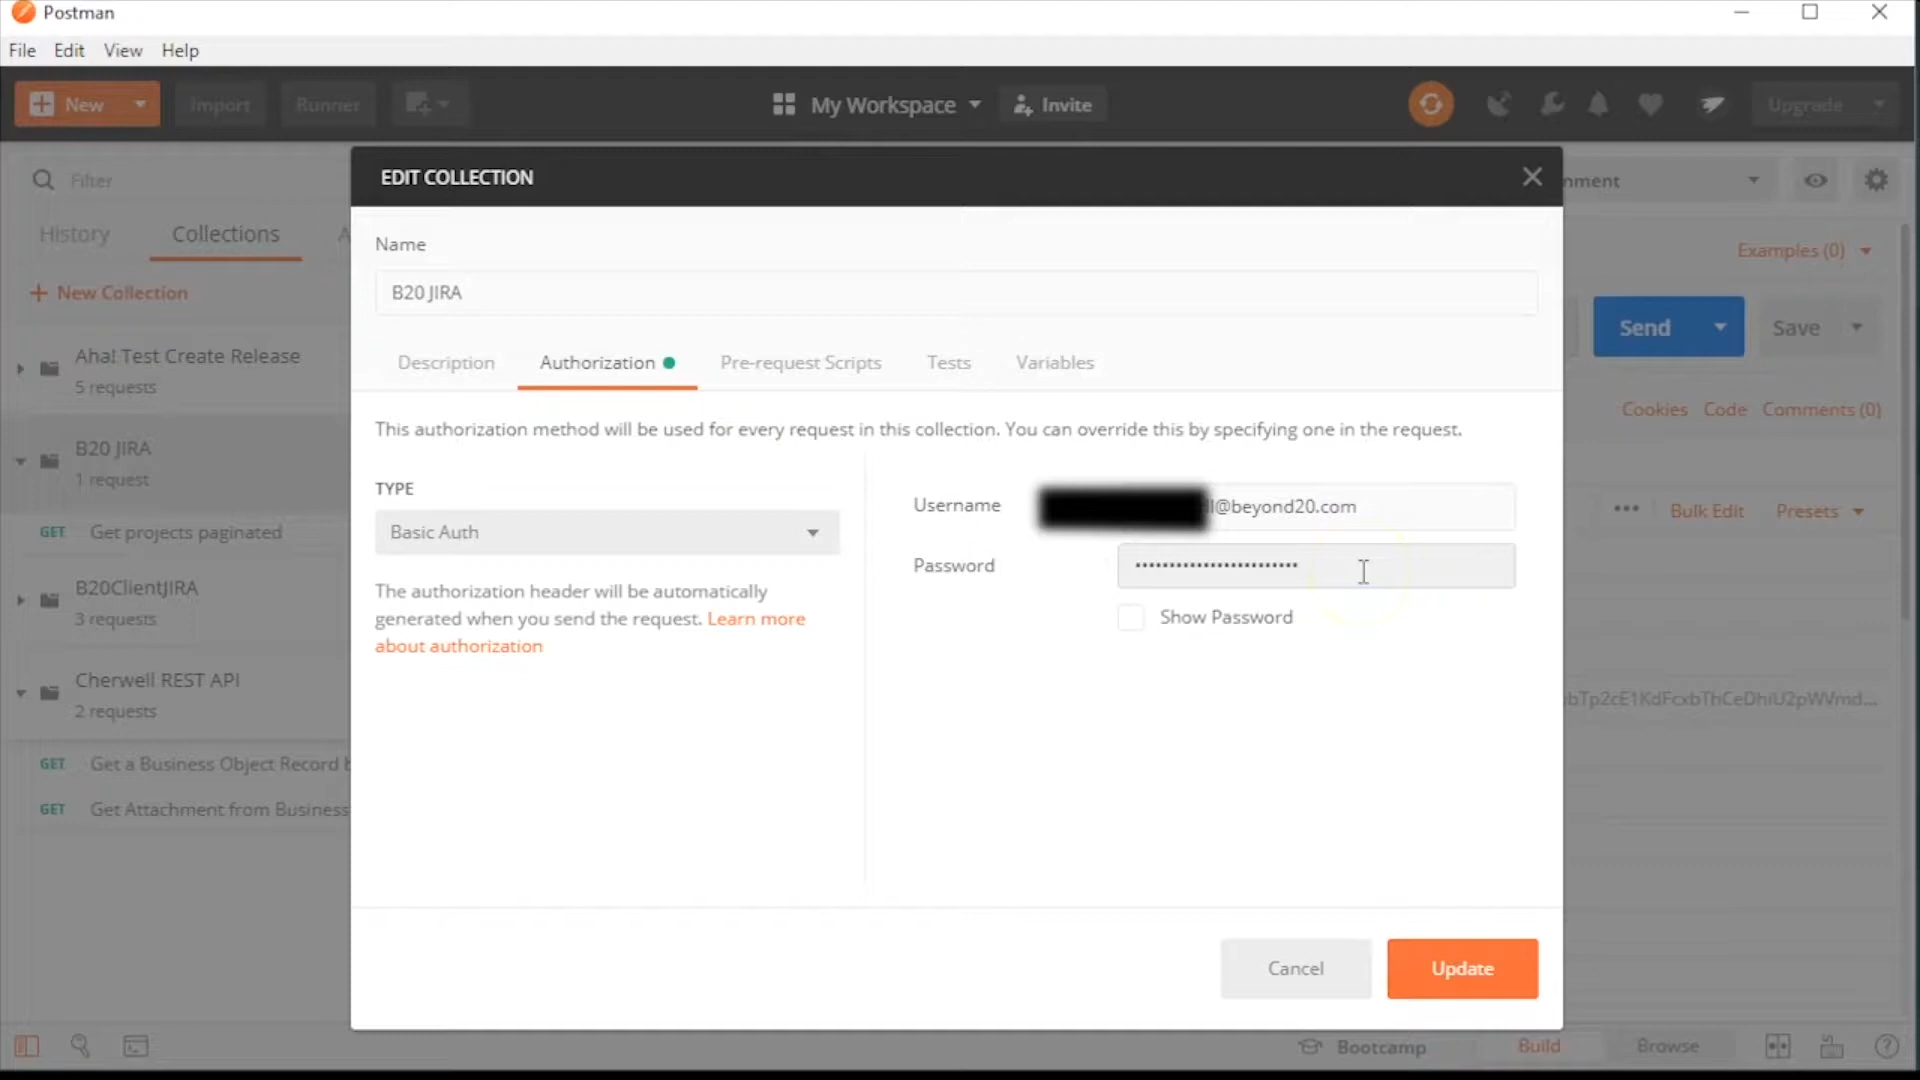 Postman
File Edit View Help
New Import Runner My Workspace Invite Upgrade
Filter
History Collections
New Collection
Aha! Test Create Release
5 requests
B20 JIRA
1 request
GET Get projects paginated
B20ClientJIRA
3 requests
Cherwell REST API
2 requests
GET Get a Business Object Record
GET Get Attachment from Business
EDIT COLLECTION
Name
B20 JIRA
Description Authorization Pre-request Scripts Tests Variables
This authorization method will be used for every request in this collection. You can override this by specifying one in the request.
TYPE
Basic Auth
The authorization header will be automatically
generated when you send the request. Learn more
about authorization
Username
@beyond20.com
Password
••••••••••••••••••••••••
Show Password
Cancel Update
nment
Examples (0)
Send Save
Cookies Code Comments (0)
••• Bulk Edit Presets
Bootcamp Build Browse